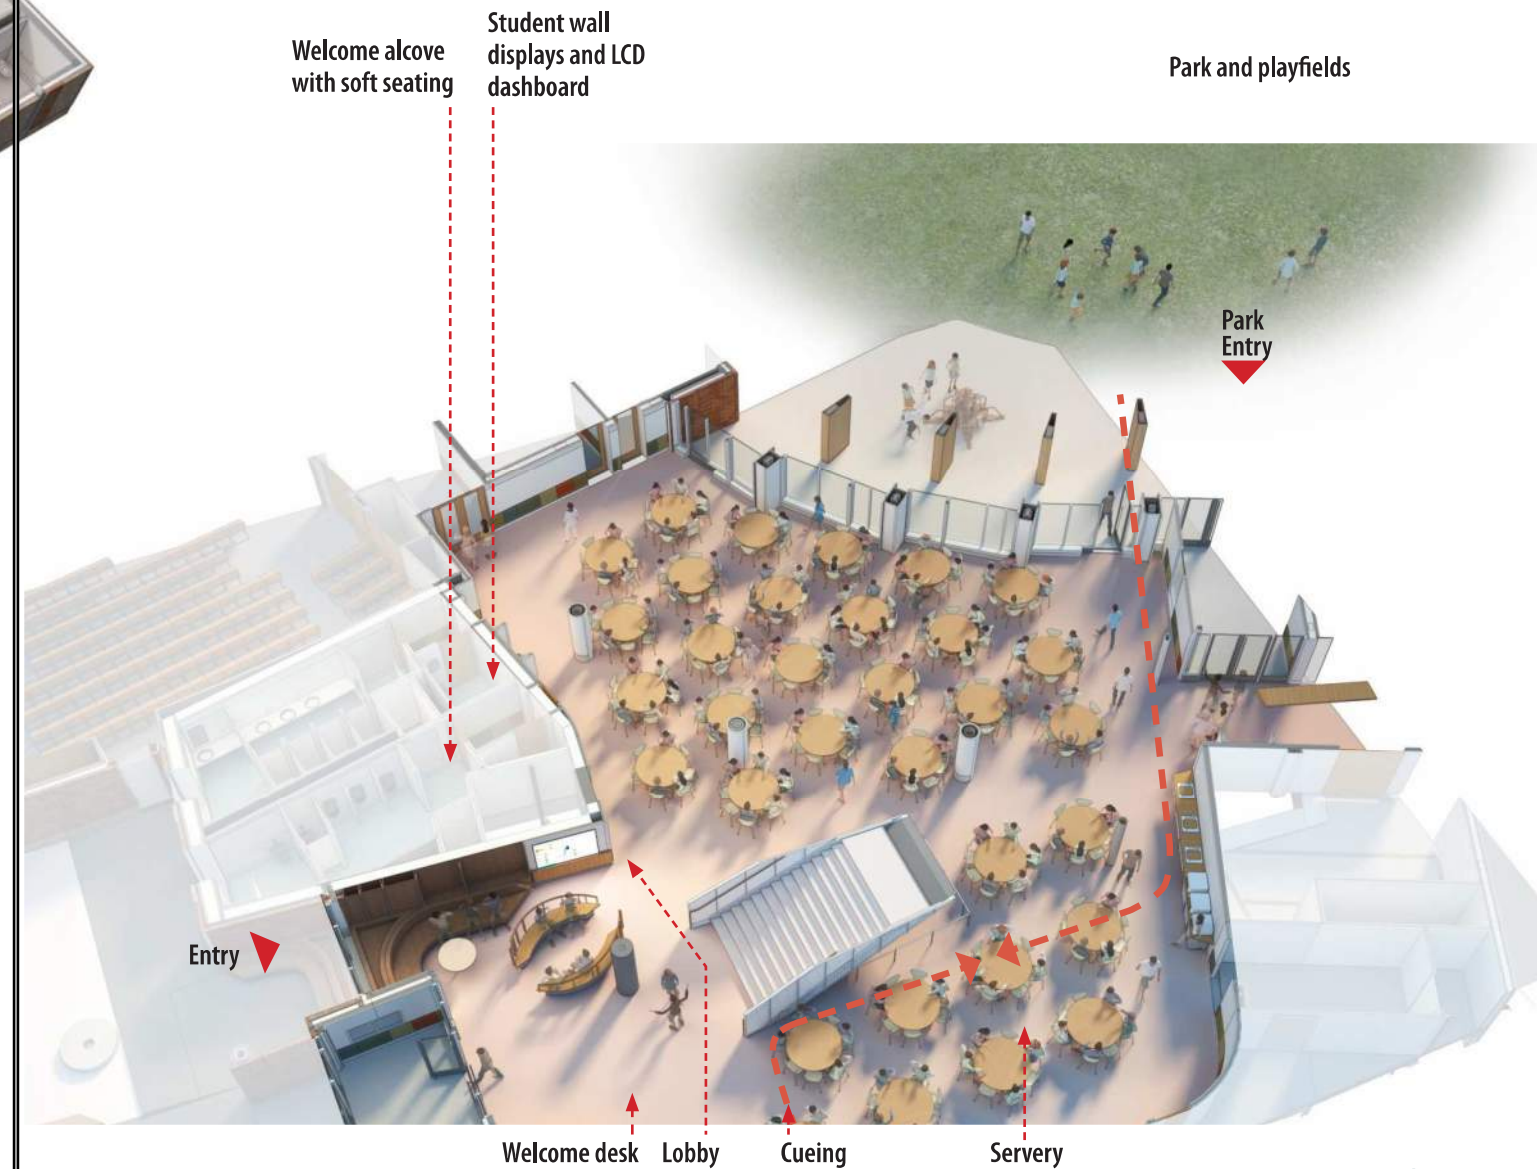 Welcome alcove
with soft seating
Student wall
displays and LCD
dashboard
Park and playfields
Park
Entry
Entry
Welcome desk
Lobby
Cueing
Servery